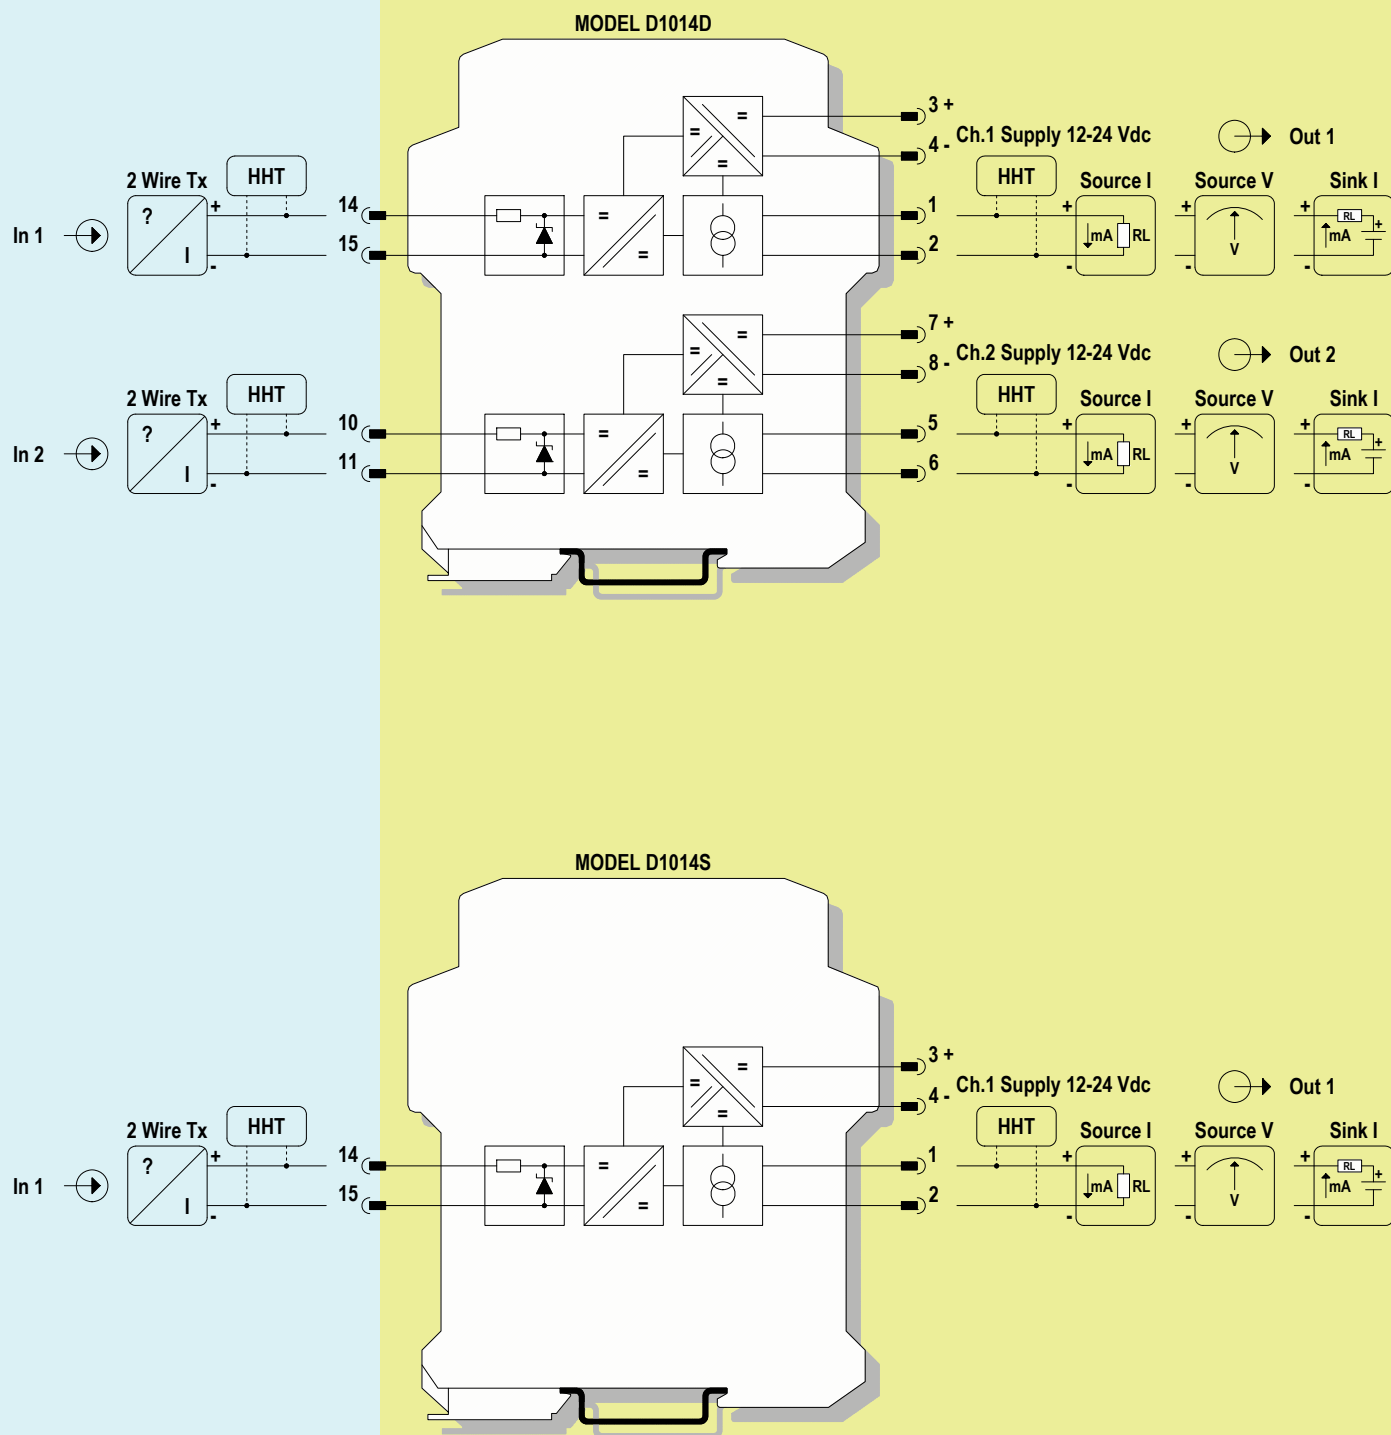 MODEL D1014D
3 +
Ch.1 Supply 12-24 Vdc
4 -
Out 1
In 1
2 Wire Tx
?
I
+
-
HHT
14
15
=
=
=
=
=
1
2
HHT
Source I
+
-
mA
RL
Source V
+
-
V
Sink I
+
-
RL
mA
+
7 +
Ch.2 Supply 12-24 Vdc
8 -
Out 2
In 2
2 Wire Tx
?
I
+
-
HHT
10
11
=
=
=
=
=
5
6
HHT
Source I
+
-
mA
RL
Source V
+
-
V
Sink I
+
-
RL
mA
+
MODEL D1014S
3 +
Ch.1 Supply 12-24 Vdc
4 -
Out 1
In 1
2 Wire Tx
?
I
+
-
HHT
14
15
=
=
=
=
=
1
2
HHT
Source I
+
-
mA
RL
Source V
+
-
V
Sink I
+
-
RL
mA
+